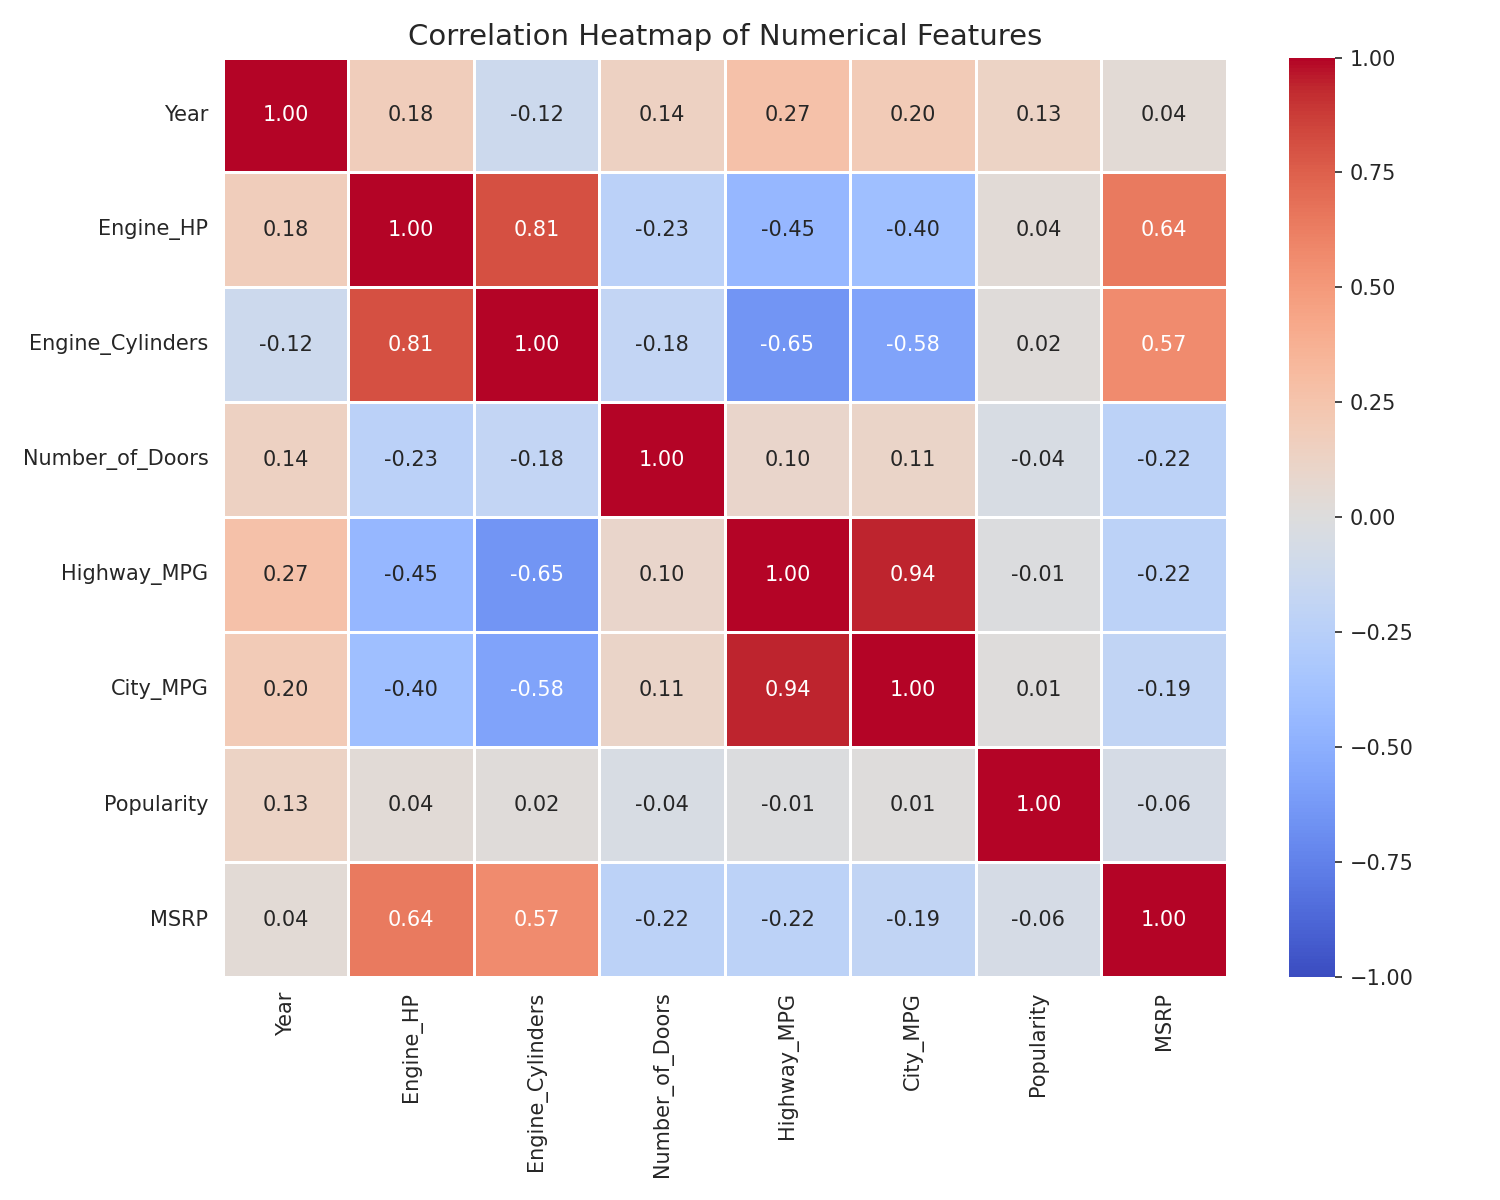 Correlation Heatmap of Numerical Features
Year 1.00 0.18 -0.12 0.14 0.27 0.20 0.13 0.04
Engine_HP 0.18 1.00 0.81 -0.23 -0.45 -0.40 0.04 0.64
Engine_Cylinders -0.12 0.81 1.00 -0.18 -0.65 -0.58 0.02 0.57
Number_of_Doors 0.14 -0.23 -0.18 1.00 0.10 0.11 -0.04 -0.22
Highway_MPG 0.27 -0.45 -0.65 0.10 1.00 0.94 -0.01 -0.22
City_MPG 0.20 -0.40 -0.58 0.11 0.94 1.00 0.01 -0.19
Popularity 0.13 0.04 0.02 -0.04 -0.01 0.01 1.00 -0.06
MSRP 0.04 0.64 0.57 -0.22 -0.22 -0.19 -0.06 1.00
Year
Engine_HP
Engine_Cylinders
Number_of_Doors
Highway_MPG
City_MPG
Popularity
MSRP
1.00
0.75
0.50
0.25
0.00
−0.25
−0.50
−0.75
−1.00